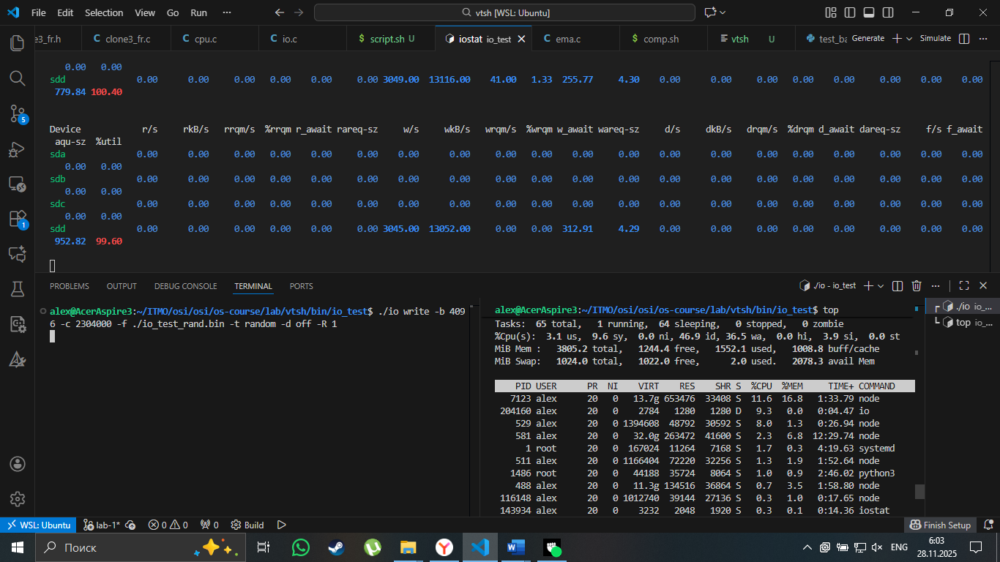 File Edit Selection View Go Run ··· vtsh [WSL: Ubuntu]
e3_fr.h clone3_fr.c cpu.c io.c script.sh U iostat io_test ema.c comp.sh vtsh U test_ba Generate Simulate ···
0.00 0.00
sdd 0.00 0.00 0.00 0.00 0.00 0.00 3049.00 13116.00 41.00 1.33 255.77 4.30 0.00 0.00 0.00 0.00 0.00 0.00 0.00 0.00
779.84 100.40
Device r/s rkB/s rrqm/s %rrqm r_await rareq-sz w/s wkB/s wrqm/s %wrqm w_await wareq-sz d/s dkB/s drqm/s %drqm d_await dareq-sz f/s f_await
aqu-sz %util
sda 0.00 0.00 0.00 0.00 0.00 0.00 0.00 0.00 0.00 0.00 0.00 0.00 0.00 0.00 0.00 0.00 0.00 0.00 0.00 0.00
0.00 0.00
sdb 0.00 0.00 0.00 0.00 0.00 0.00 0.00 0.00 0.00 0.00 0.00 0.00 0.00 0.00 0.00 0.00 0.00 0.00 0.00 0.00
0.00 0.00
sdc 0.00 0.00 0.00 0.00 0.00 0.00 0.00 0.00 0.00 0.00 0.00 0.00 0.00 0.00 0.00 0.00 0.00 0.00 0.00 0.00
0.00 0.00
sdd 0.00 0.00 0.00 0.00 0.00 0.00 3045.00 13052.00 0.00 0.00 312.91 4.29 0.00 0.00 0.00 0.00 0.00 0.00 0.00 0.00
952.82 99.60
PROBLEMS OUTPUT DEBUG CONSOLE TERMINAL PORTS ./io - io_test ···
alex@AcerAspire3:~/ITMO/osi/os-course/lab/vtsh/bin/io_test$ ./io write -b 409
6 -c 2304000 -f ./io_test_rand.bin -t random -d off -R 1
alex@AcerAspire3:~/ITMO/osi/osi/os-course/lab/vtsh/bin/io_test$ top
Tasks: 65 total, 1 running, 64 sleeping, 0 stopped, 0 zombie
%Cpu(s): 3.1 us, 9.6 sy, 0.0 ni, 46.9 id, 36.5 wa, 0.0 hi, 3.9 si, 0.0 st
MiB Mem : 3805.2 total, 1244.4 free, 1552.1 used, 1008.8 buff/cache
MiB Swap: 1024.0 total, 1022.0 free, 2.0 used. 2078.3 avail Mem
PID USER PR NI VIRT RES SHR S %CPU %MEM TIME+ COMMAND
7123 alex 20 0 13.7g 653476 33408 S 11.6 16.8 1:33.79 node
204160 alex 20 0 2784 1280 1280 D 9.3 0.0 0:04.47 io
529 alex 20 0 1394608 48792 30592 S 8.0 1.3 0:26.94 node
581 alex 20 0 32.0g 263472 41600 S 2.3 6.8 12:29.74 node
1 root 20 0 167024 11264 7168 S 1.7 0.3 4:19.63 systemd
511 alex 20 0 1166404 72220 32256 S 1.3 1.9 1:52.64 node
1486 root 20 0 44188 35724 8064 S 1.0 0.9 2:46.02 python3
488 alex 20 0 11.3g 134516 36864 S 0.7 3.5 1:58.80 node
116148 alex 20 0 1012740 39144 27136 S 0.3 1.0 0:17.65 node
143934 alex 20 0 3232 2048 1920 S 0.3 0.1 0:14.36 iostat
./io io_...
top io_...
5
1
WSL: Ubuntu lab-1* 0 0 0 Build Finish Setup
Поиск ENG 6:03
28.11.2025